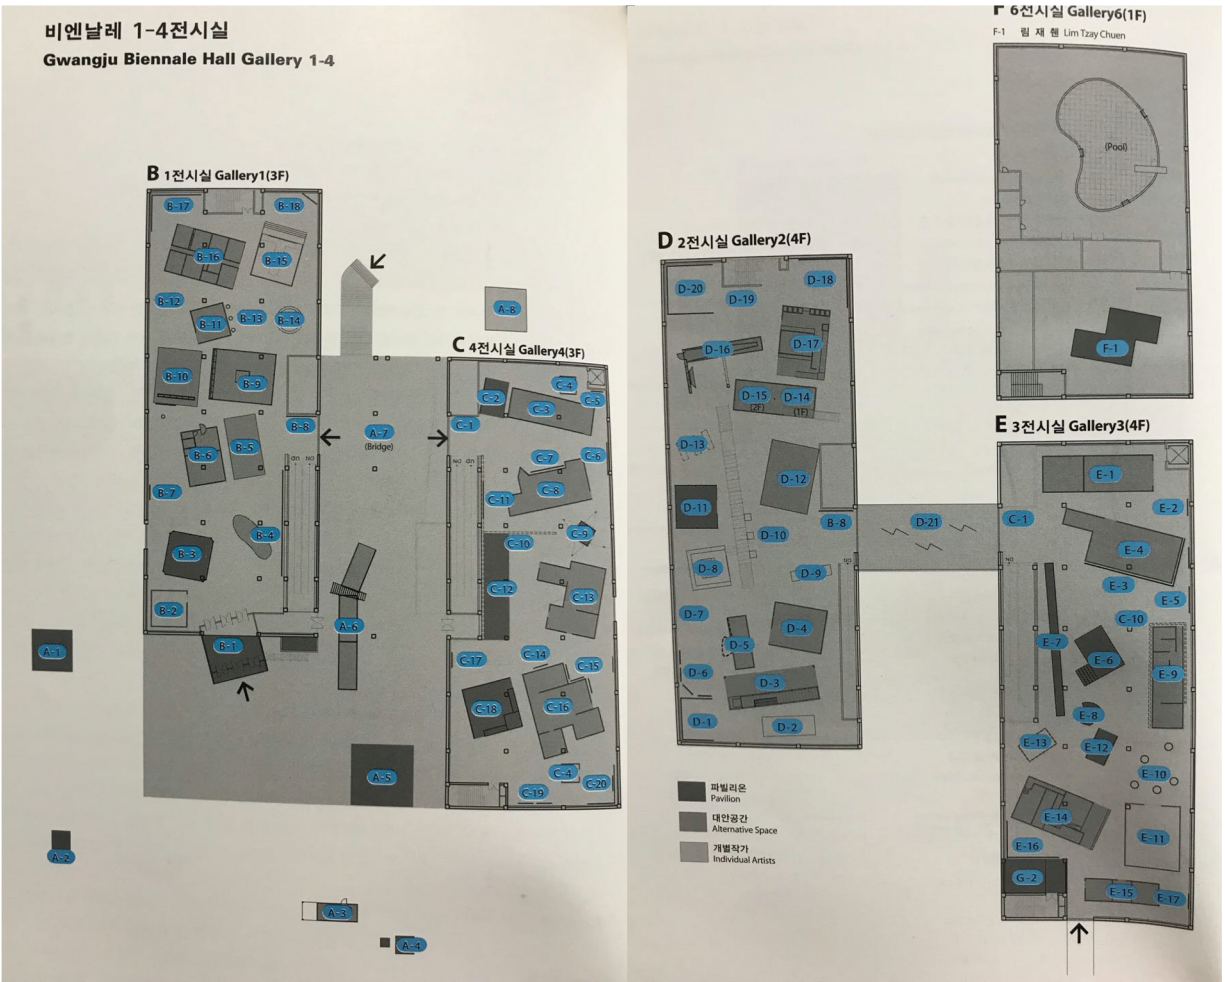 비엔날레 1-4전시실
Gwangju Biennale Hall Gallery 1-4
B 1전시실 Gallery1(3F)
B-17
B-18
B-16
B-15
B-12
B-11
B-13
B-14
B-10
B-9
B-8
B-6
B-5
B-7
B-4
B-3
B-2
B-1
UP
DN
A-8
A-7
(Bridge)
A-6
A-1
A-5
A-2
A-3
A-4
C 4전시실 Gallery4(3F)
C-4
C-2
C-3
C-5
C-1
DN
UP
C-7
C-6
C-8
C-11
C-9
C-10
C-12
C-13
C-17
C-14
C-15
C-18
C-16
C-4
C-20
C-19
D 2전시실 Gallery2(4F)
D-20
D-19
D-18
D-16
D-17
D-15
(2F)
D-14
(1F)
D-13
D-12
D-11
B-8
D-10
D-21
D-8
D-9
DN
D-7
D-4
D-5
D-6
D-3
D-1
D-2
파빌리온
Pavilion
대안공간
Alternative Space
개별작가
Individual Artists
F 6전시실 Gallery6(1F)
F-1 림 재 췐 Lim Tzay Chuen
(Pool)
F-1
E 3전시실 Gallery3(4F)
E-1
E-2
C-1
E-4
DN
E-3
E-5
C-10
E-7
E-6
E-9
E-8
E-13
E-12
E-10
E-14
E-11
E-16
G-2
E-15
E-17